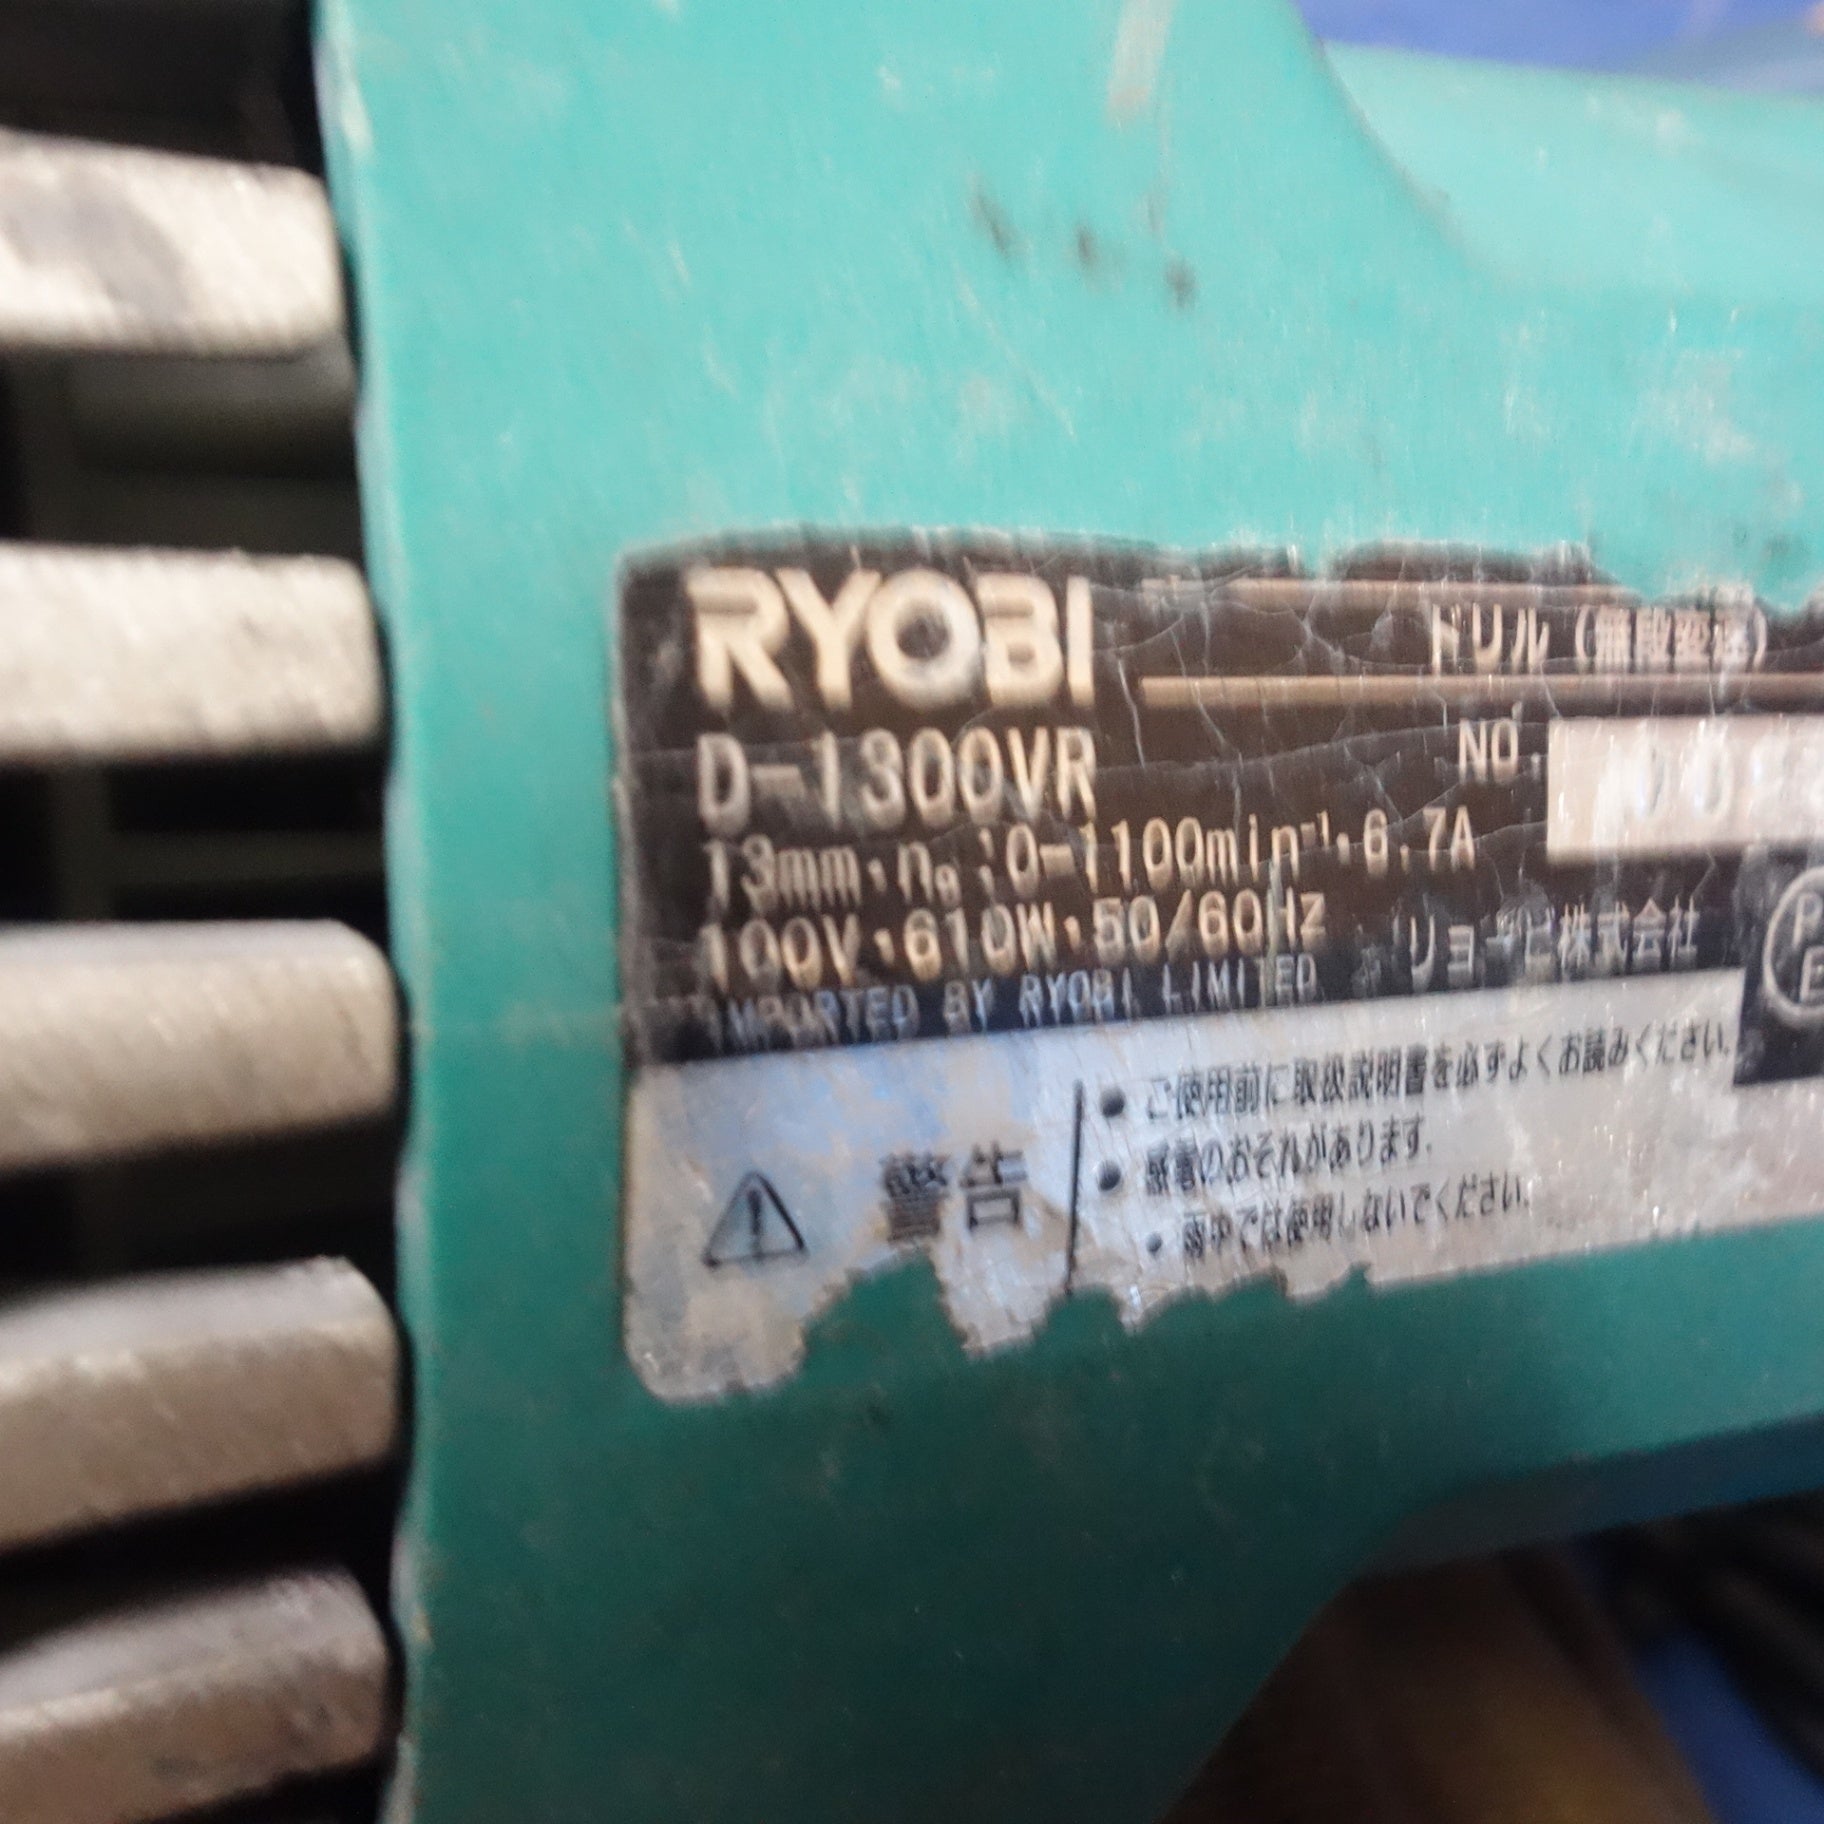 RYOBI ドリル（無段変速）
D-1300VR NO.
13mm・n₀:0-1100min⁻¹・6.7A
100V・610W・50/60Hz リョービ株式会社
IMPORTED BY RYOBI LIMITED
警告
● ご使用前に取扱説明書を必ずよくお読みください.
● 感電のおそれがあります.
・雨中では使用しないでください.